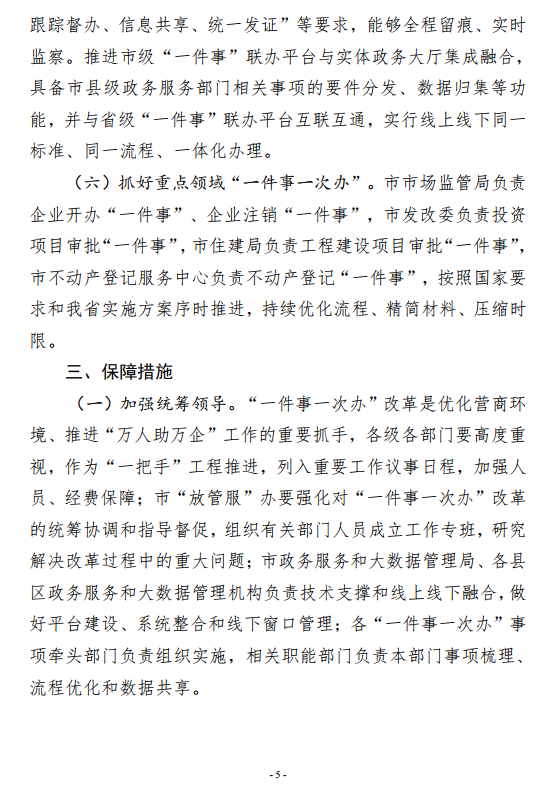 跟踪督办、信息共享、统一发证”等要求，能够全程留痕、实时
监察。推进市级“一件事”联办平台与实体政务大厅集成融合，
具备市县级政务服务部门相关事项的要件分发、数据归集等功
能，并与省级“一件事”联办平台互联互通，实行线上线下同一
标准、同一流程、一体化办理。
（六）抓好重点领域“一件事一次办”。市市场监管局负责
企业开办“一件事”、企业注销“一件事”，市发改委负责投资
项目审批“一件事”，市住建局负责工程建设项目审批“一件事”，
市不动产登记服务中心负责不动产登记“一件事”，按照国家要
求和我省实施方案序时推进，持续优化流程、精简材料、压缩时
限。
三、保障措施
（一）加强统筹领导。“一件事一次办”改革是优化营商环
境、推进“万人助万企”工作的重要抓手，各级各部门要高度重
视，作为“一把手”工程推进，列入重要工作议事日程，加强人
员、经费保障；市“放管服”办要强化对“一件事一次办”改革
的统筹协调和指导督促，组织有关部门人员成立工作专班，研究
解决改革过程中的重大问题；市政务服务和大数据管理局、各县
区政务服务和大数据管理机构负责技术支撑和线上线下融合，做
好平台建设、系统整合和线下窗口管理；各“一件事一次办”事
项牵头部门负责组织实施，相关职能部门负责本部门事项梳理、
流程优化和数据共享。
- 5 -